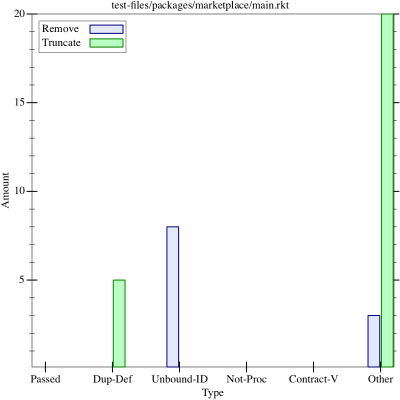 test-files/packages/marketplace/main.rkt
20
Remove
Truncate
15
Amount
10
5
Passed Dup-Def Unbound-ID Not-Proc Contract-V Other
Type